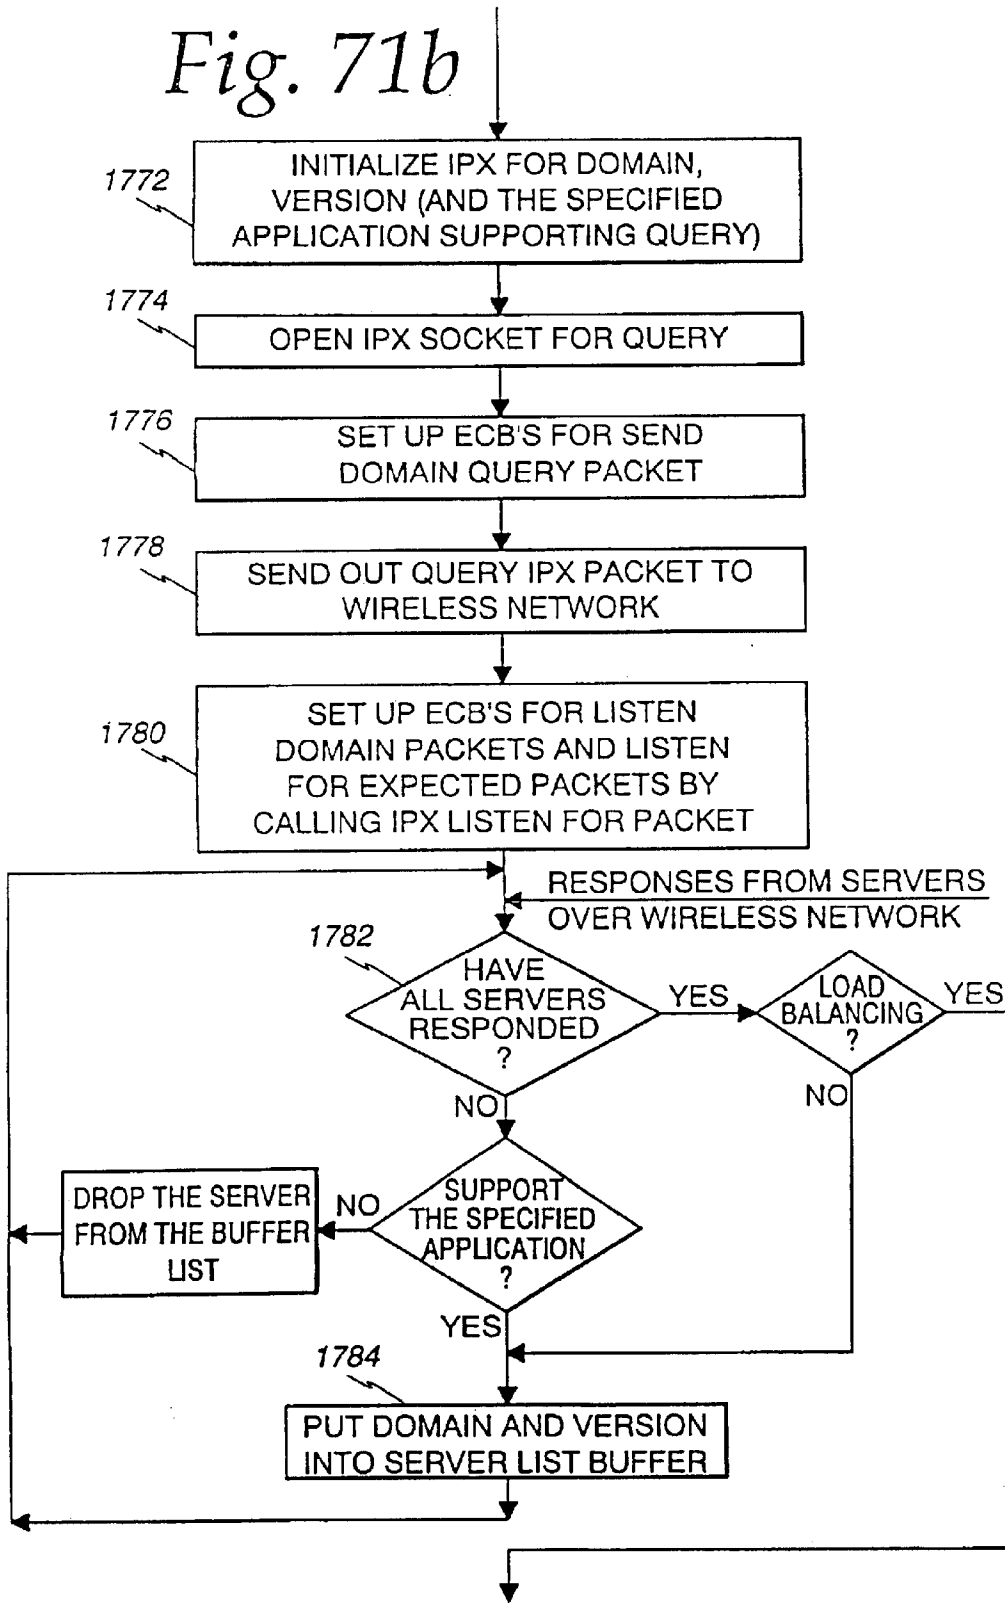 Fig. 71b
1772
INITIALIZE IPX FOR DOMAIN,
VERSION (AND THE SPECIFIED
APPLICATION SUPPORTING QUERY)
1774
OPEN IPX SOCKET FOR QUERY
1776
SET UP ECB'S FOR SEND
DOMAIN QUERY PACKET
1778
SEND OUT QUERY IPX PACKET TO
WIRELESS NETWORK
1780
SET UP ECB'S FOR LISTEN
DOMAIN PACKETS AND LISTEN
FOR EXPECTED PACKETS BY
CALLING IPX LISTEN FOR PACKET
RESPONSES FROM SERVERS
OVER WIRELESS NETWORK
1782
HAVE
ALL SERVERS
RESPONDED
?
YES
LOAD
BALANCING
?
YES
NO
NO
SUPPORT
THE SPECIFIED
APPLICATION
?
NO
DROP THE SERVER
FROM THE BUFFER
LIST
YES
1784
PUT DOMAIN AND VERSION
INTO SERVER LIST BUFFER